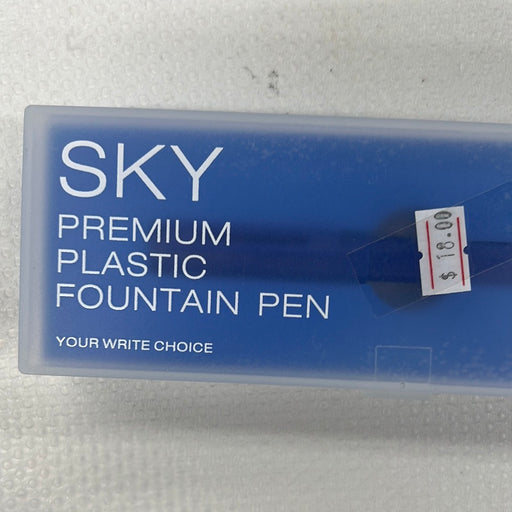 SKY
PREMIUM
PLASTIC
FOUNTAIN PEN
YOUR WRITE CHOICE
$ 18.00